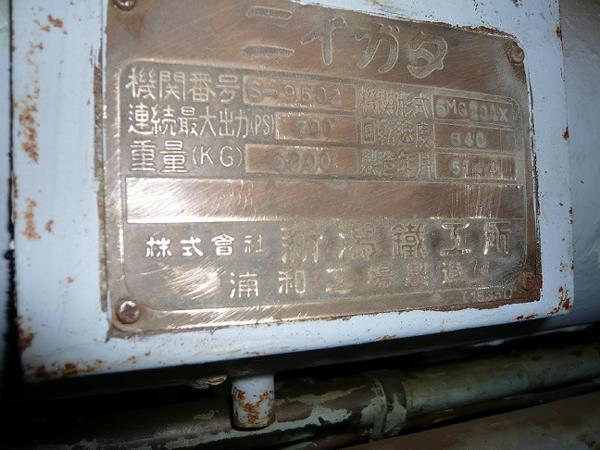 ニイガタ
機関番号 S-9502 機関形式
連続最大出力(PS) 700 回転速度 840
重量(KG) 6900 製造年月
株式會社 新潟鐵工所
浦和工場製造